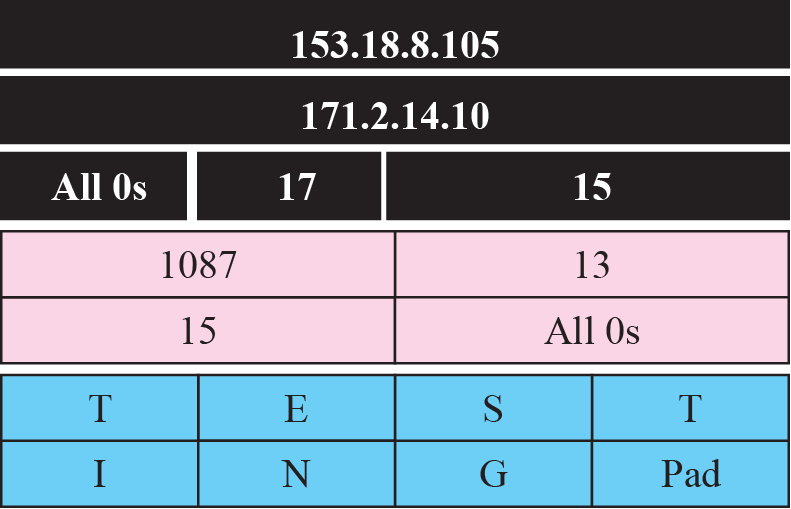 153.18.8.105
171.2.14.10
All 0s 17 15
1087 13
15 All 0s
T E S T
I N G Pad